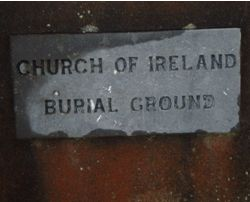 CHURCH OF IRELAND
BURIAL GROUND